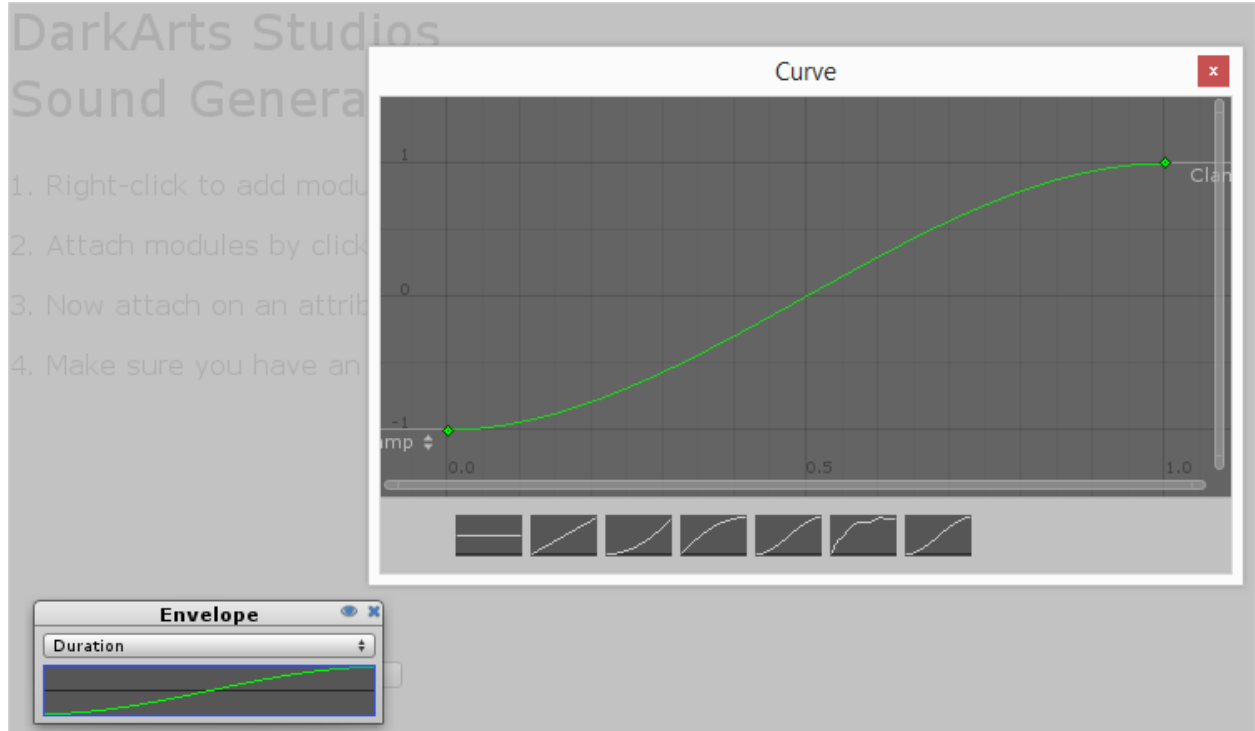 DarkArts Studios
Sound Genera
1. Right-click to add modu
2. Attach modules by click
3. Now attach on an attrib
4. Make sure you have an
Curve
x
1
Clam
0
-1
amp
0.0
0.5
1.0
Envelope
Duration